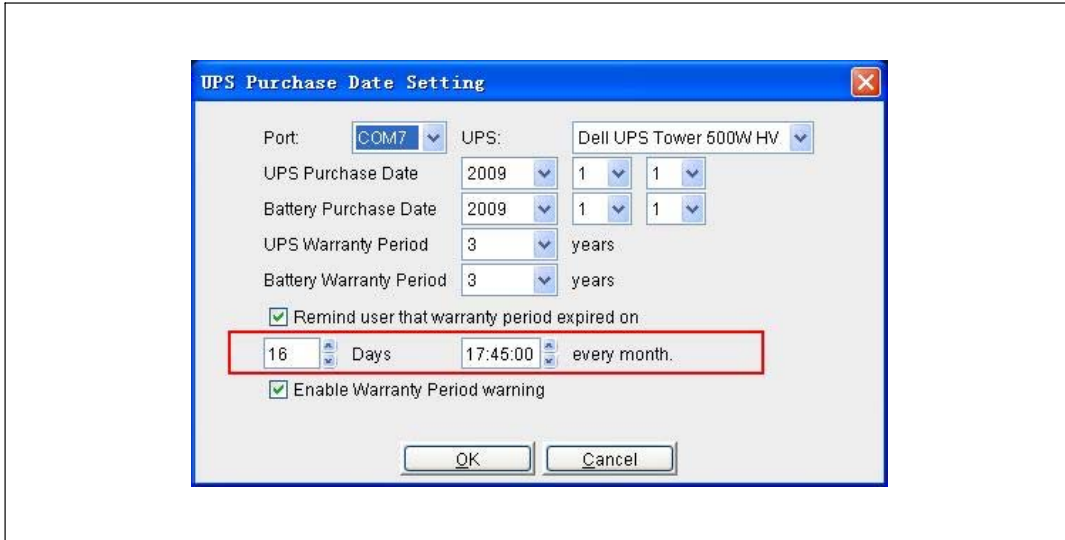 UPS Purchase Date Setting
Port: COM7 UPS: Dell UPS Tower 500W HV
UPS Purchase Date 2009 1 1
Battery Purchase Date 2009 1 1
UPS Warranty Period 3 years
Battery Warranty Period 3 years
Remind user that warranty period expired on
16 Days 17:45:00 every month.
Enable Warranty Period warning
OK Cancel